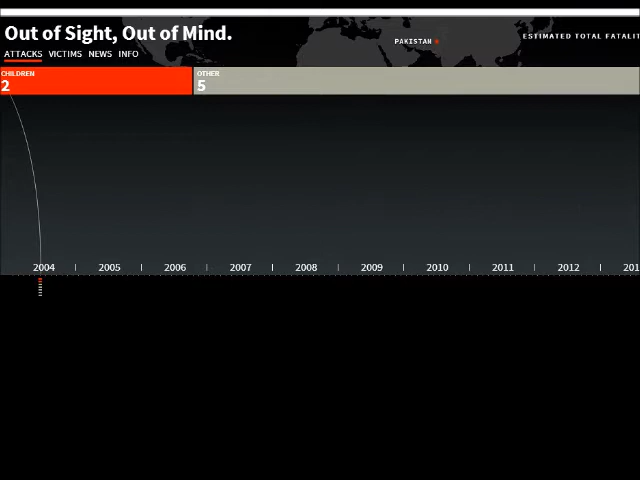 Out of Sight, Out of Mind.
ATTACKS VICTIMS NEWS INFO
PAKISTAN
ESTIMATED TOTAL
CHILDREN
2
OTHER
5
2004 2005 2006 2007 2008 2009 2010 2011 2012